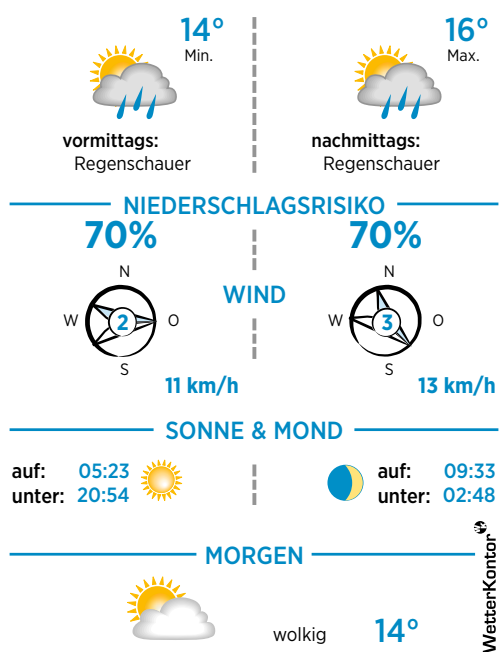 14°
Min.
vormittags:
Regenschauer
16°
Max.
nachmittags:
Regenschauer
NIEDERSCHLAGSRISIKO
70%
70%
WIND
N
W
2
O
S
11 km/h
N
W
3
O
S
13 km/h
SONNE & MOND
auf: 05:23
unter: 20:54
auf: 09:33
unter: 02:48
MORGEN
wolkig 14°
WetterKontor